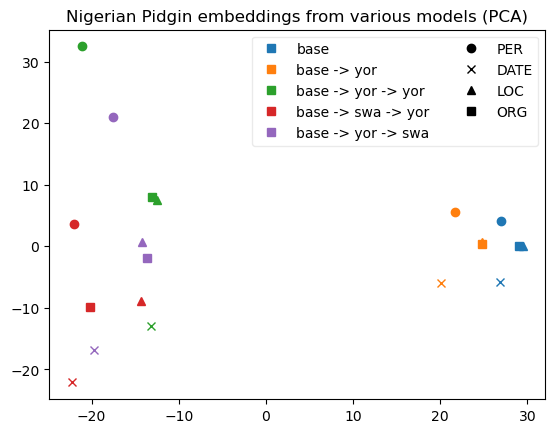 Nigerian Pidgin embeddings from various models (PCA)
base
base -> yor
base -> yor -> yor
base -> swa -> yor
base -> yor -> swa
PER
DATE
LOC
ORG
30
20
10
0
−10
−20
−20 −10 0 10 20 30